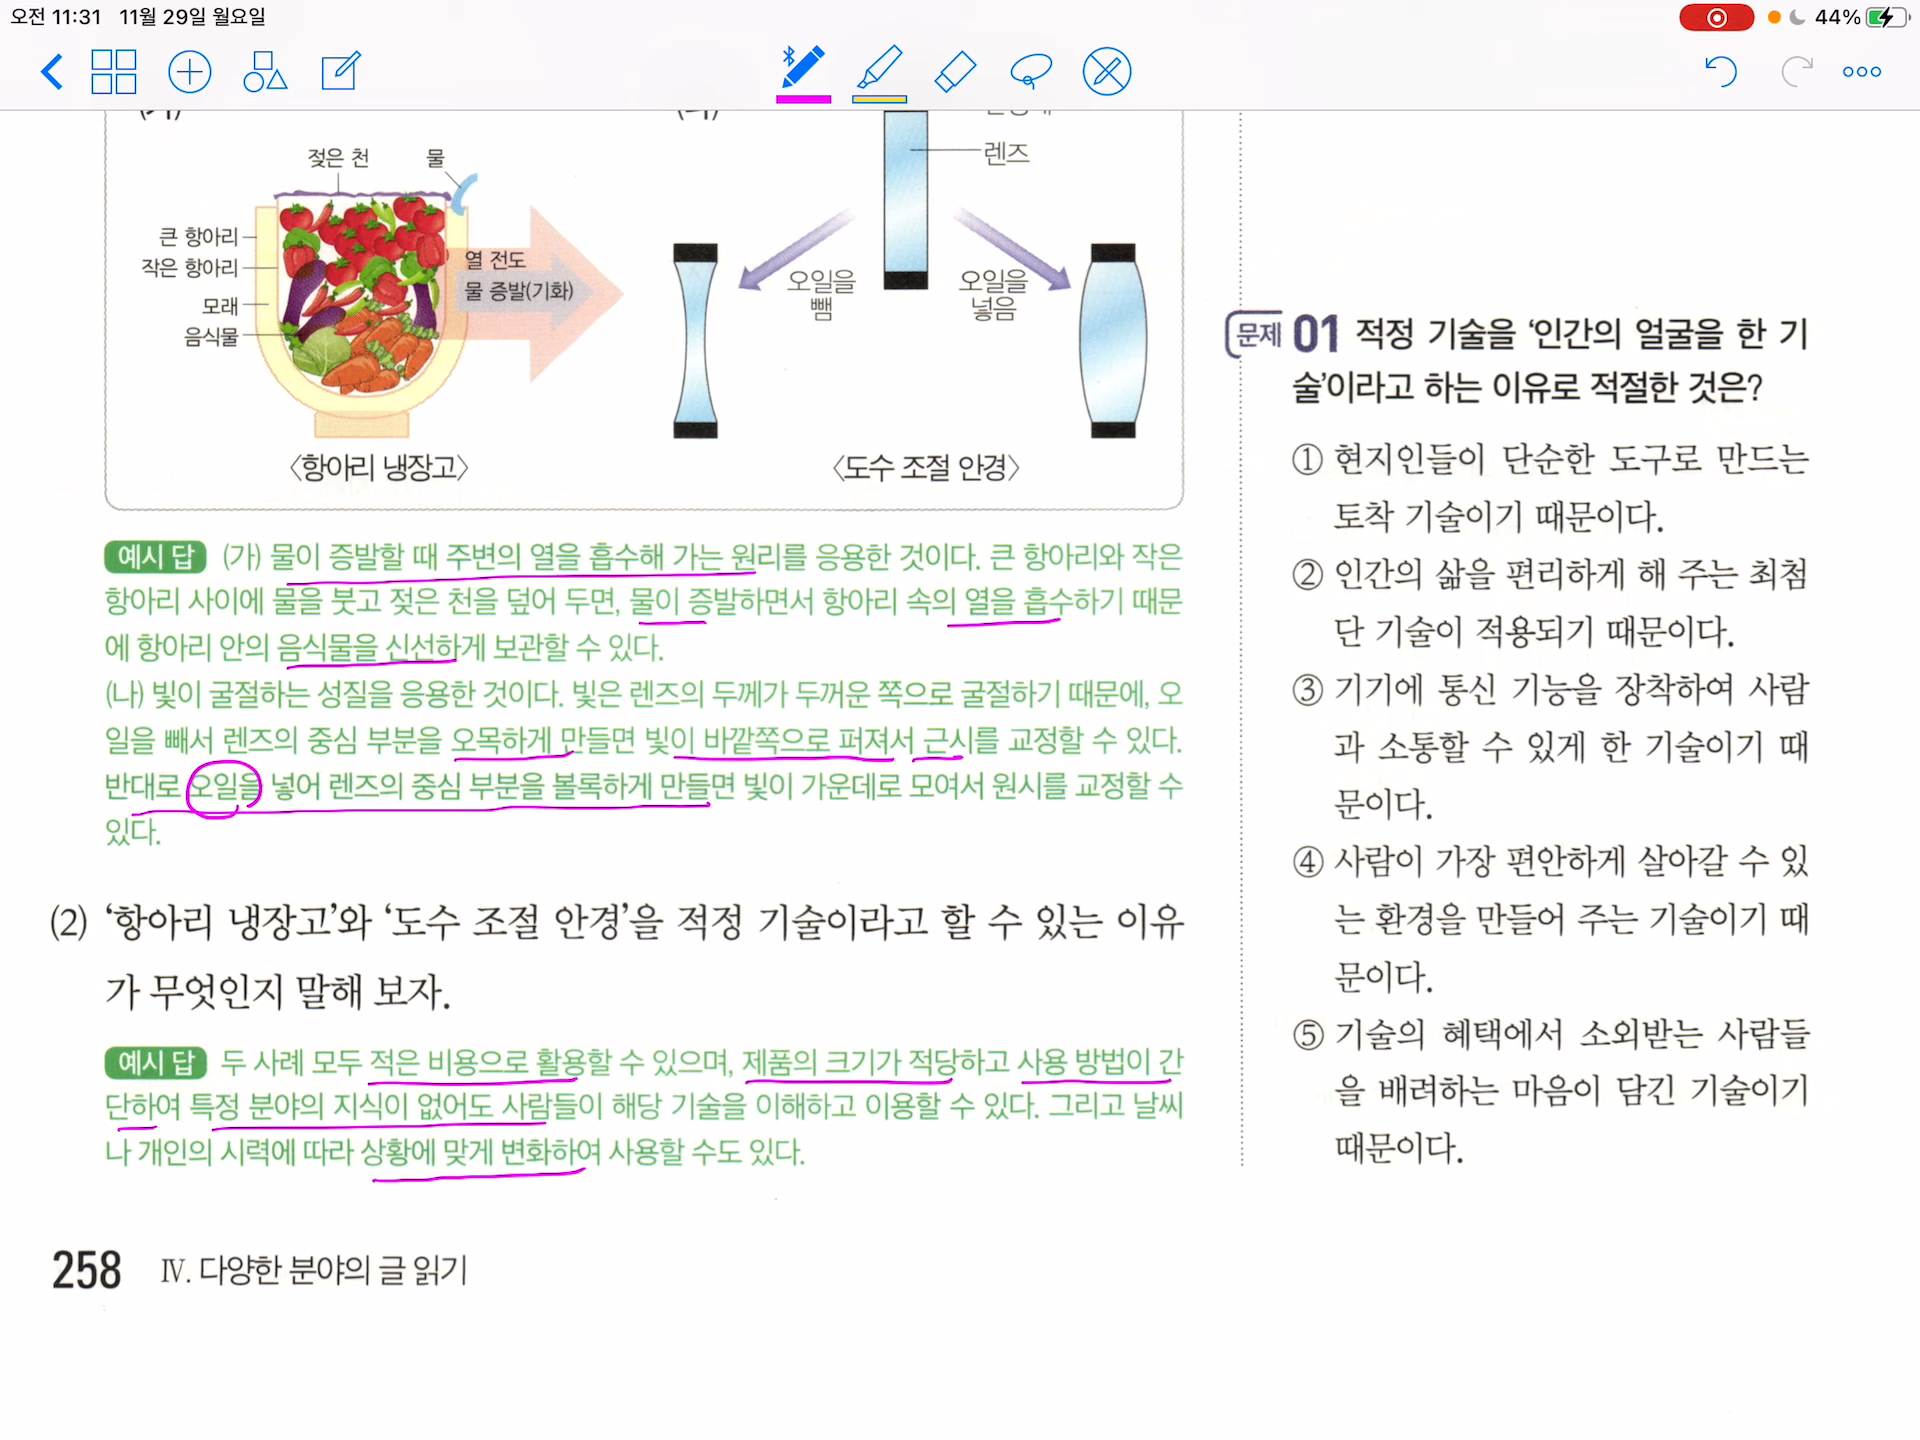 오전 11:31 11월 29일 월요일
44%
젖은 천 물
큰 항아리
작은 항아리
모래
음식물
열 전도
물 증발(기화)
〈항아리 냉장고〉
렌즈
오일을
뺌
오일을
넣음
〈도수 조절 안경〉
예시 답 (가) 물이 증발할 때 주변의 열을 흡수해 가는 원리를 응용한 것이다. 큰 항아리와 작은
항아리 사이에 물을 붓고 젖은 천을 덮어 두면, 물이 증발하면서 항아리 속의 열을 흡수하기 때문
에 항아리 안의 음식물을 신선하게 보관할 수 있다.
(나) 빛이 굴절하는 성질을 응용한 것이다. 빛은 렌즈의 두께가 두꺼운 쪽으로 굴절하기 때문에, 오
일을 빼서 렌즈의 중심 부분을 오목하게 만들면 빛이 바깥쪽으로 퍼져서 근시를 교정할 수 있다.
반대로 오일을 넣어 렌즈의 중심 부분을 볼록하게 만들면 빛이 가운데로 모여서 원시를 교정할 수
있다.
(2) ‘항아리 냉장고’와 ‘도수 조절 안경’을 적정 기술이라고 할 수 있는 이유
가 무엇인지 말해 보자.
예시 답 두 사례 모두 적은 비용으로 활용할 수 있으며, 제품의 크기가 적당하고 사용 방법이 간
단하여 특정 분야의 지식이 없어도 사람들이 해당 기술을 이해하고 이용할 수 있다. 그리고 날씨
나 개인의 시력에 따라 상황에 맞게 변화하여 사용할 수도 있다.
258 Ⅳ. 다양한 분야의 글 읽기
문제 01 적정 기술을 ‘인간의 얼굴을 한 기
술’이라고 하는 이유로 적절한 것은?
① 현지인들이 단순한 도구로 만드는
토착 기술이기 때문이다.
② 인간의 삶을 편리하게 해 주는 최첨
단 기술이 적용되기 때문이다.
③ 기기에 통신 기능을 장착하여 사람
과 소통할 수 있게 한 기술이기 때
문이다.
④ 사람이 가장 편안하게 살아갈 수 있
는 환경을 만들어 주는 기술이기 때
문이다.
⑤ 기술의 혜택에서 소외받는 사람들
을 배려하는 마음이 담긴 기술이기
때문이다.